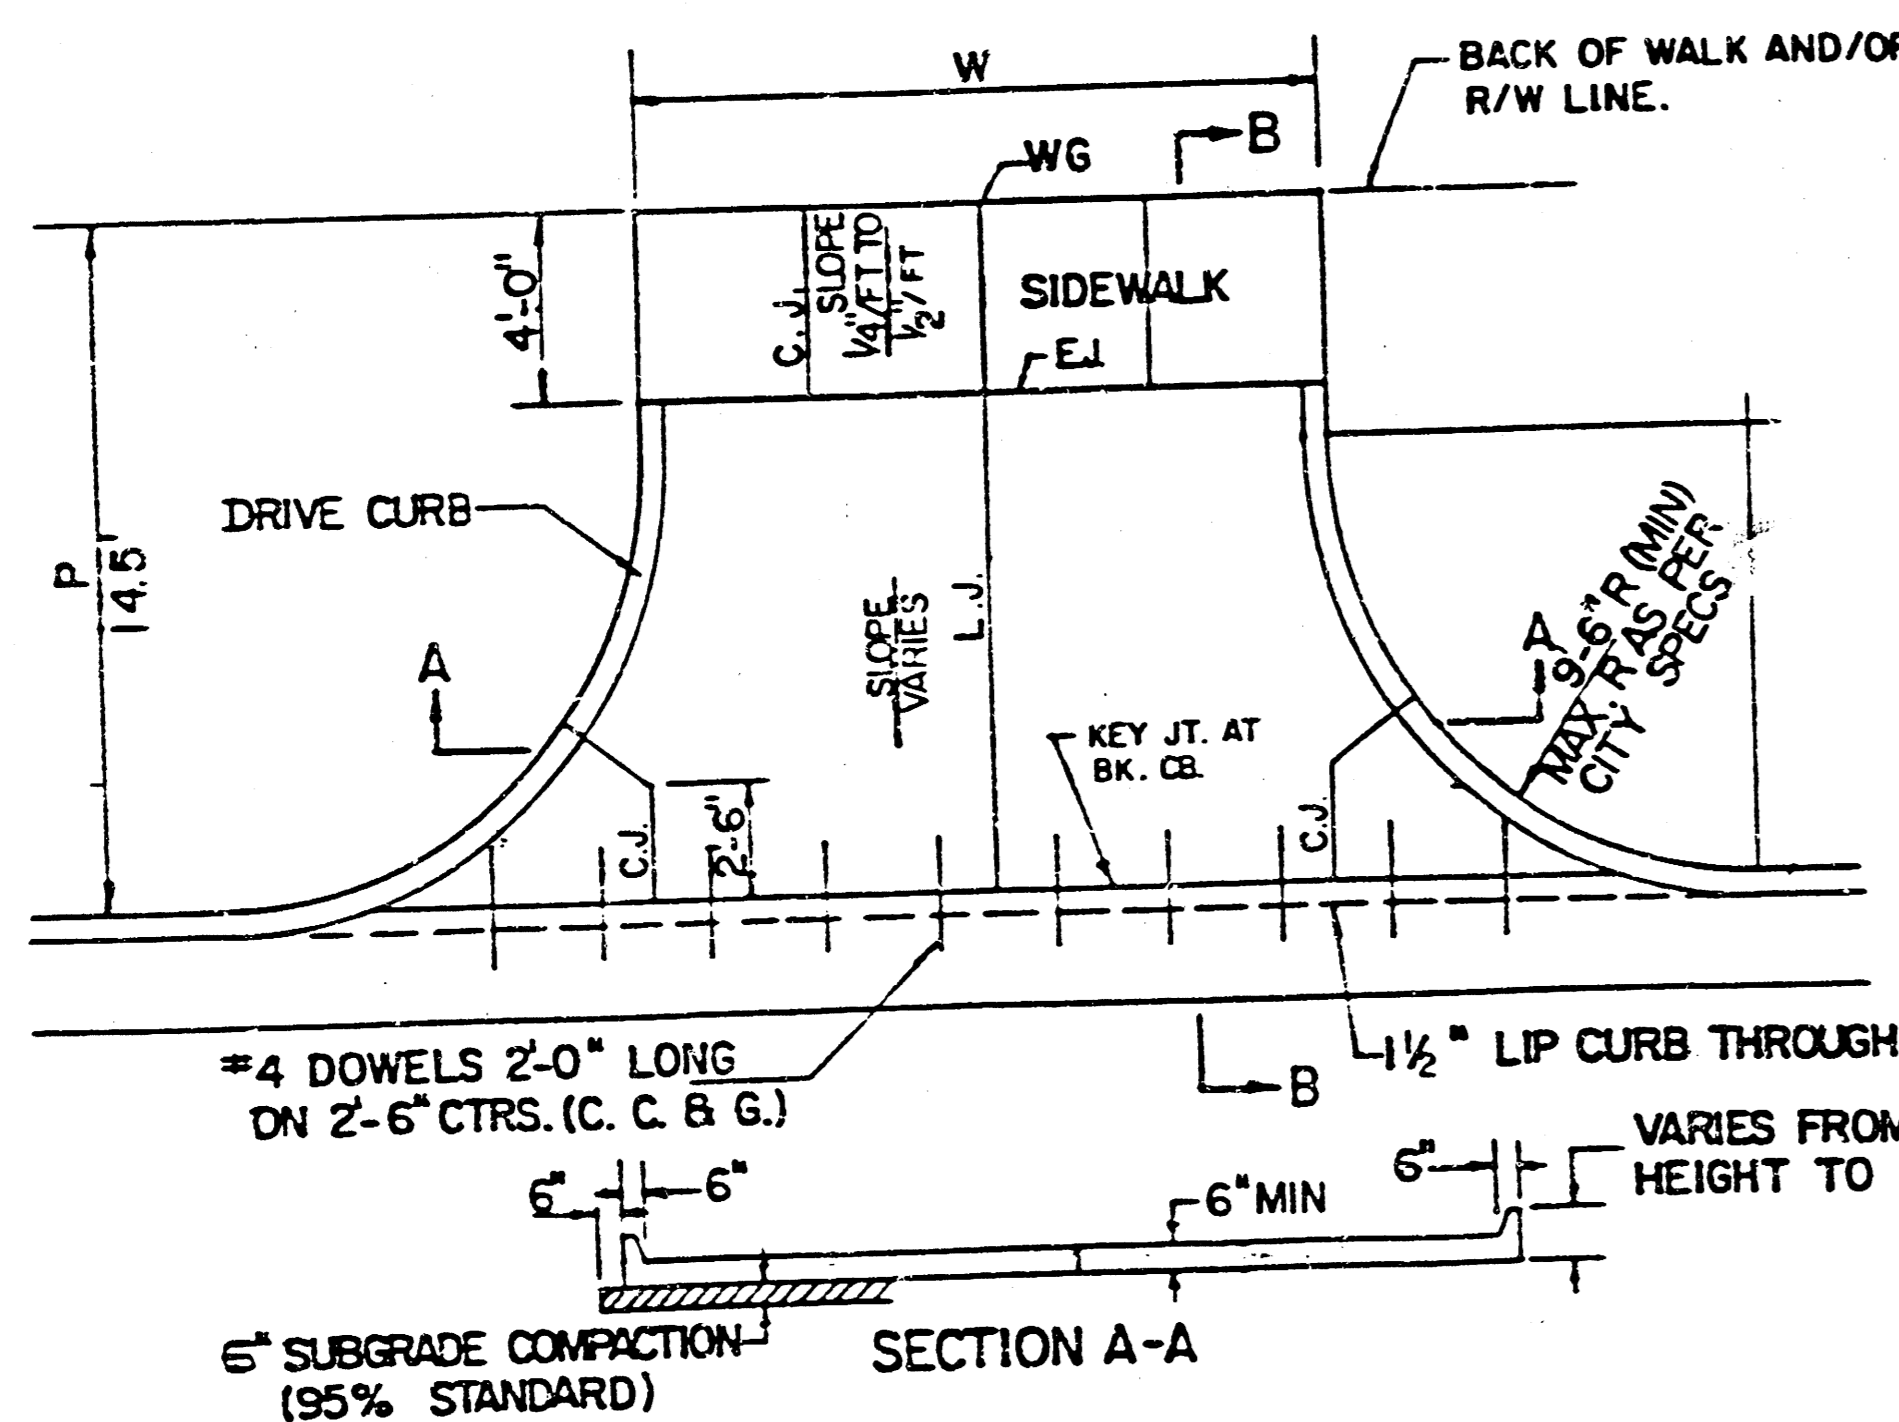 W
BACK OF WALK AND/OR
R/W LINE.
B
WG
4'-0"
C. J.
SLOPE
1/4"/FT TO
1/2"/FT
SIDEWALK
EJ
DRIVE CURB
P
14.5'
SLOPE
VARIES
L.J.
9'-6" R (MIN)
MAX. R AS PER
CITY SPECS
A
A
KEY JT. AT
BK. CB.
C.J.
2'-6"
C.J.
#4 DOWELS 2'-0" LONG
ON 2'-6" CTRS. (C. C. & G.)
1½" LIP CURB THROUGH
B
VARIES FROM
HEIGHT TO
6"
6"
6" MIN
6"
6" SUBGRADE COMPACTION
(95% STANDARD)
SECTION A-A